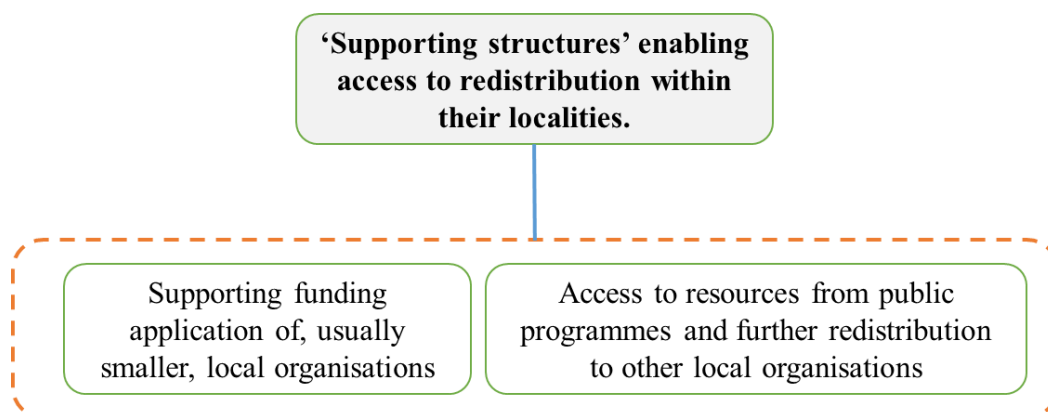 ‘Supporting structures’ enabling
access to redistribution within
their localities.
Supporting funding
application of, usually
smaller, local organisations
Access to resources from public
programmes and further redistribution
to other local organisations